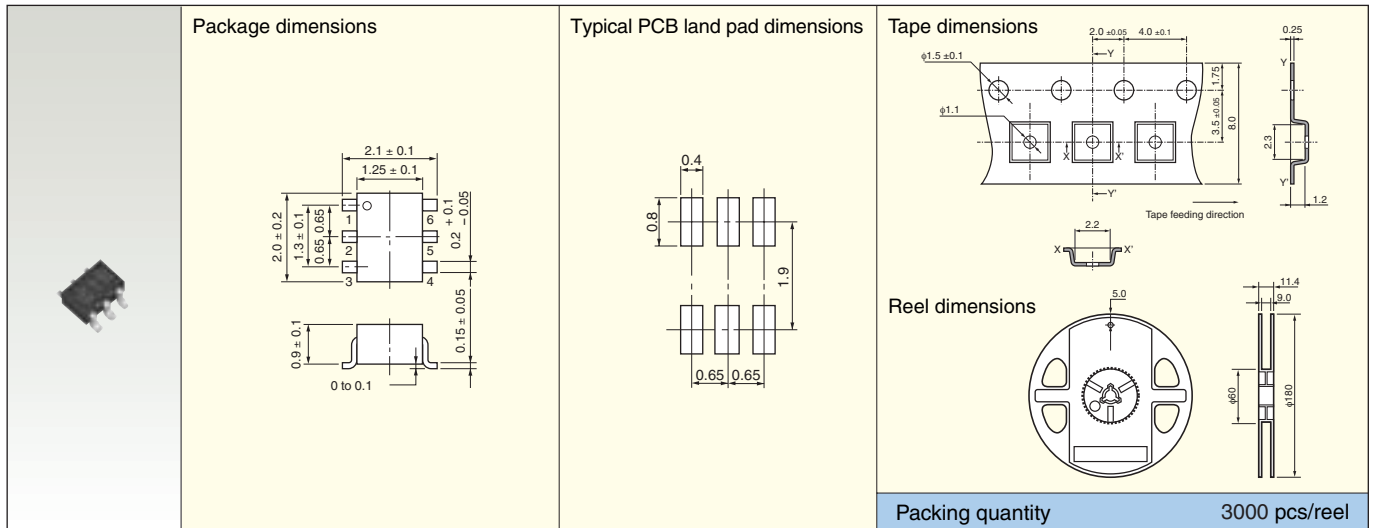 Package dimensions
2.1 ± 0.1
1.25 ± 0.1
2.0 ± 0.2
1.3 ± 0.1
0.65 0.65
1
2
3
6
5
4
0.2 + 0.1 − 0.05
0.9 ± 0.1
0.15 ± 0.05
0 to 0.1
Typical PCB land pad dimensions
0.4
0.8
1.9
0.65 0.65
Tape dimensions
2.0 ±0.05 4.0 ±0.1
0.25
φ1.5 ±0.1
Y
Y
1.75
φ1.1
3.5 ±0.05
8.0
2.3
X X'
Y'
Y'
1.2
Tape feeding direction
2.2
X X'
Reel dimensions
11.4
5.0
9.0
φ60
φ180
Packing quantity 3000 pcs/reel